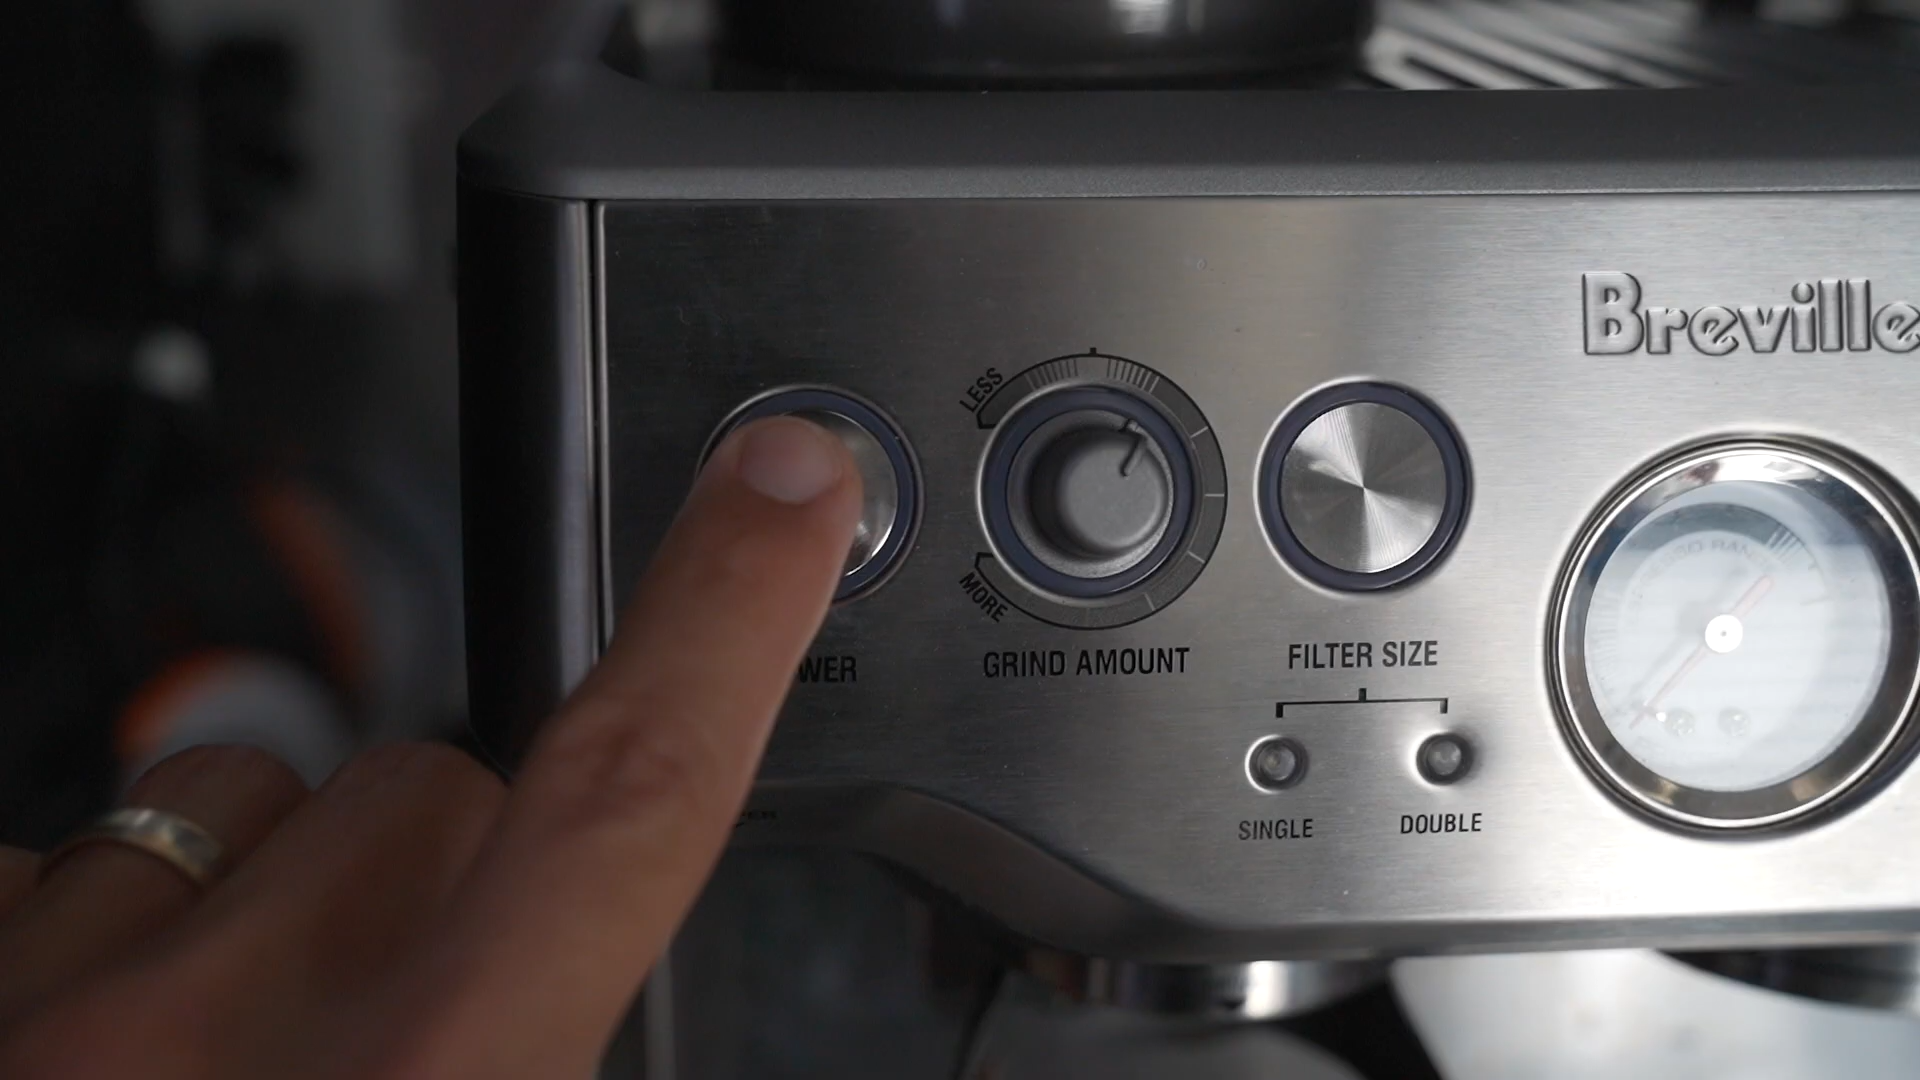 Breville
LESS
MORE
WER
GRIND AMOUNT
FILTER SIZE
SINGLE
DOUBLE